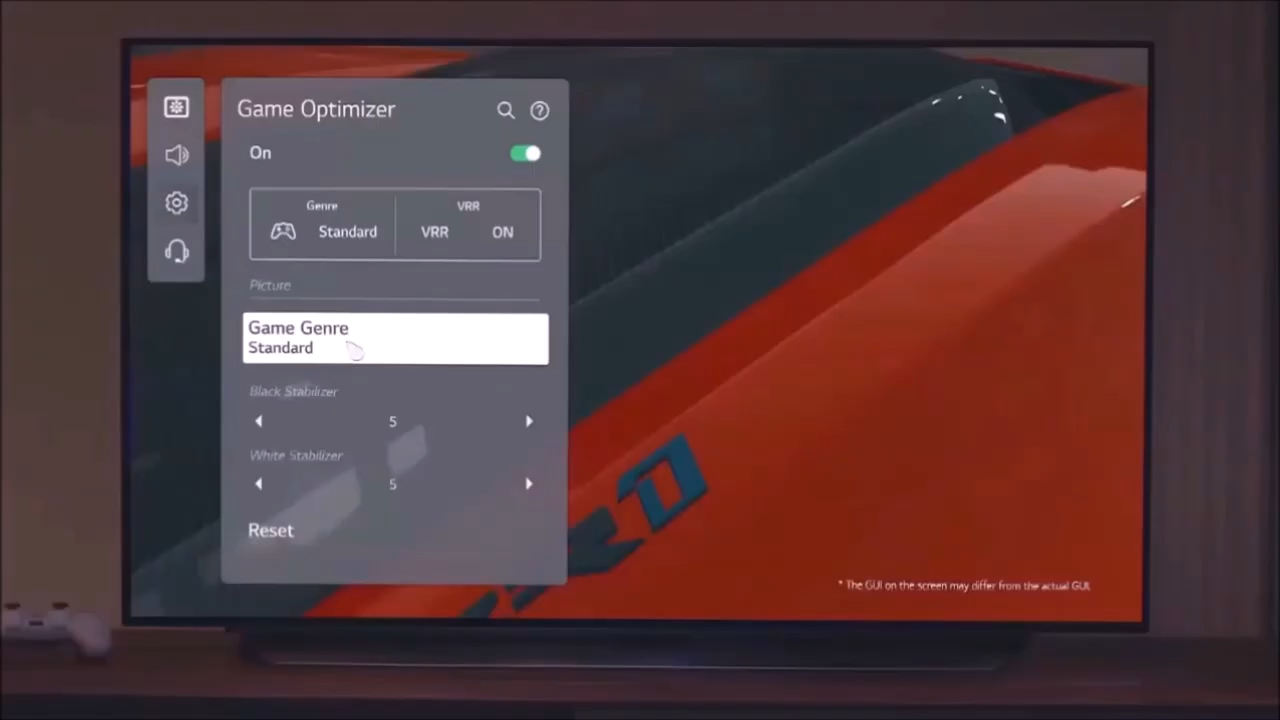 Game Optimizer
On
Genre
VRR
Standard
VRR
ON
Picture
Game Genre
Standard
Black Stabilizer
5
White Stabilizer
5
Reset
* The GUI on the screen may differ from the actual GUI